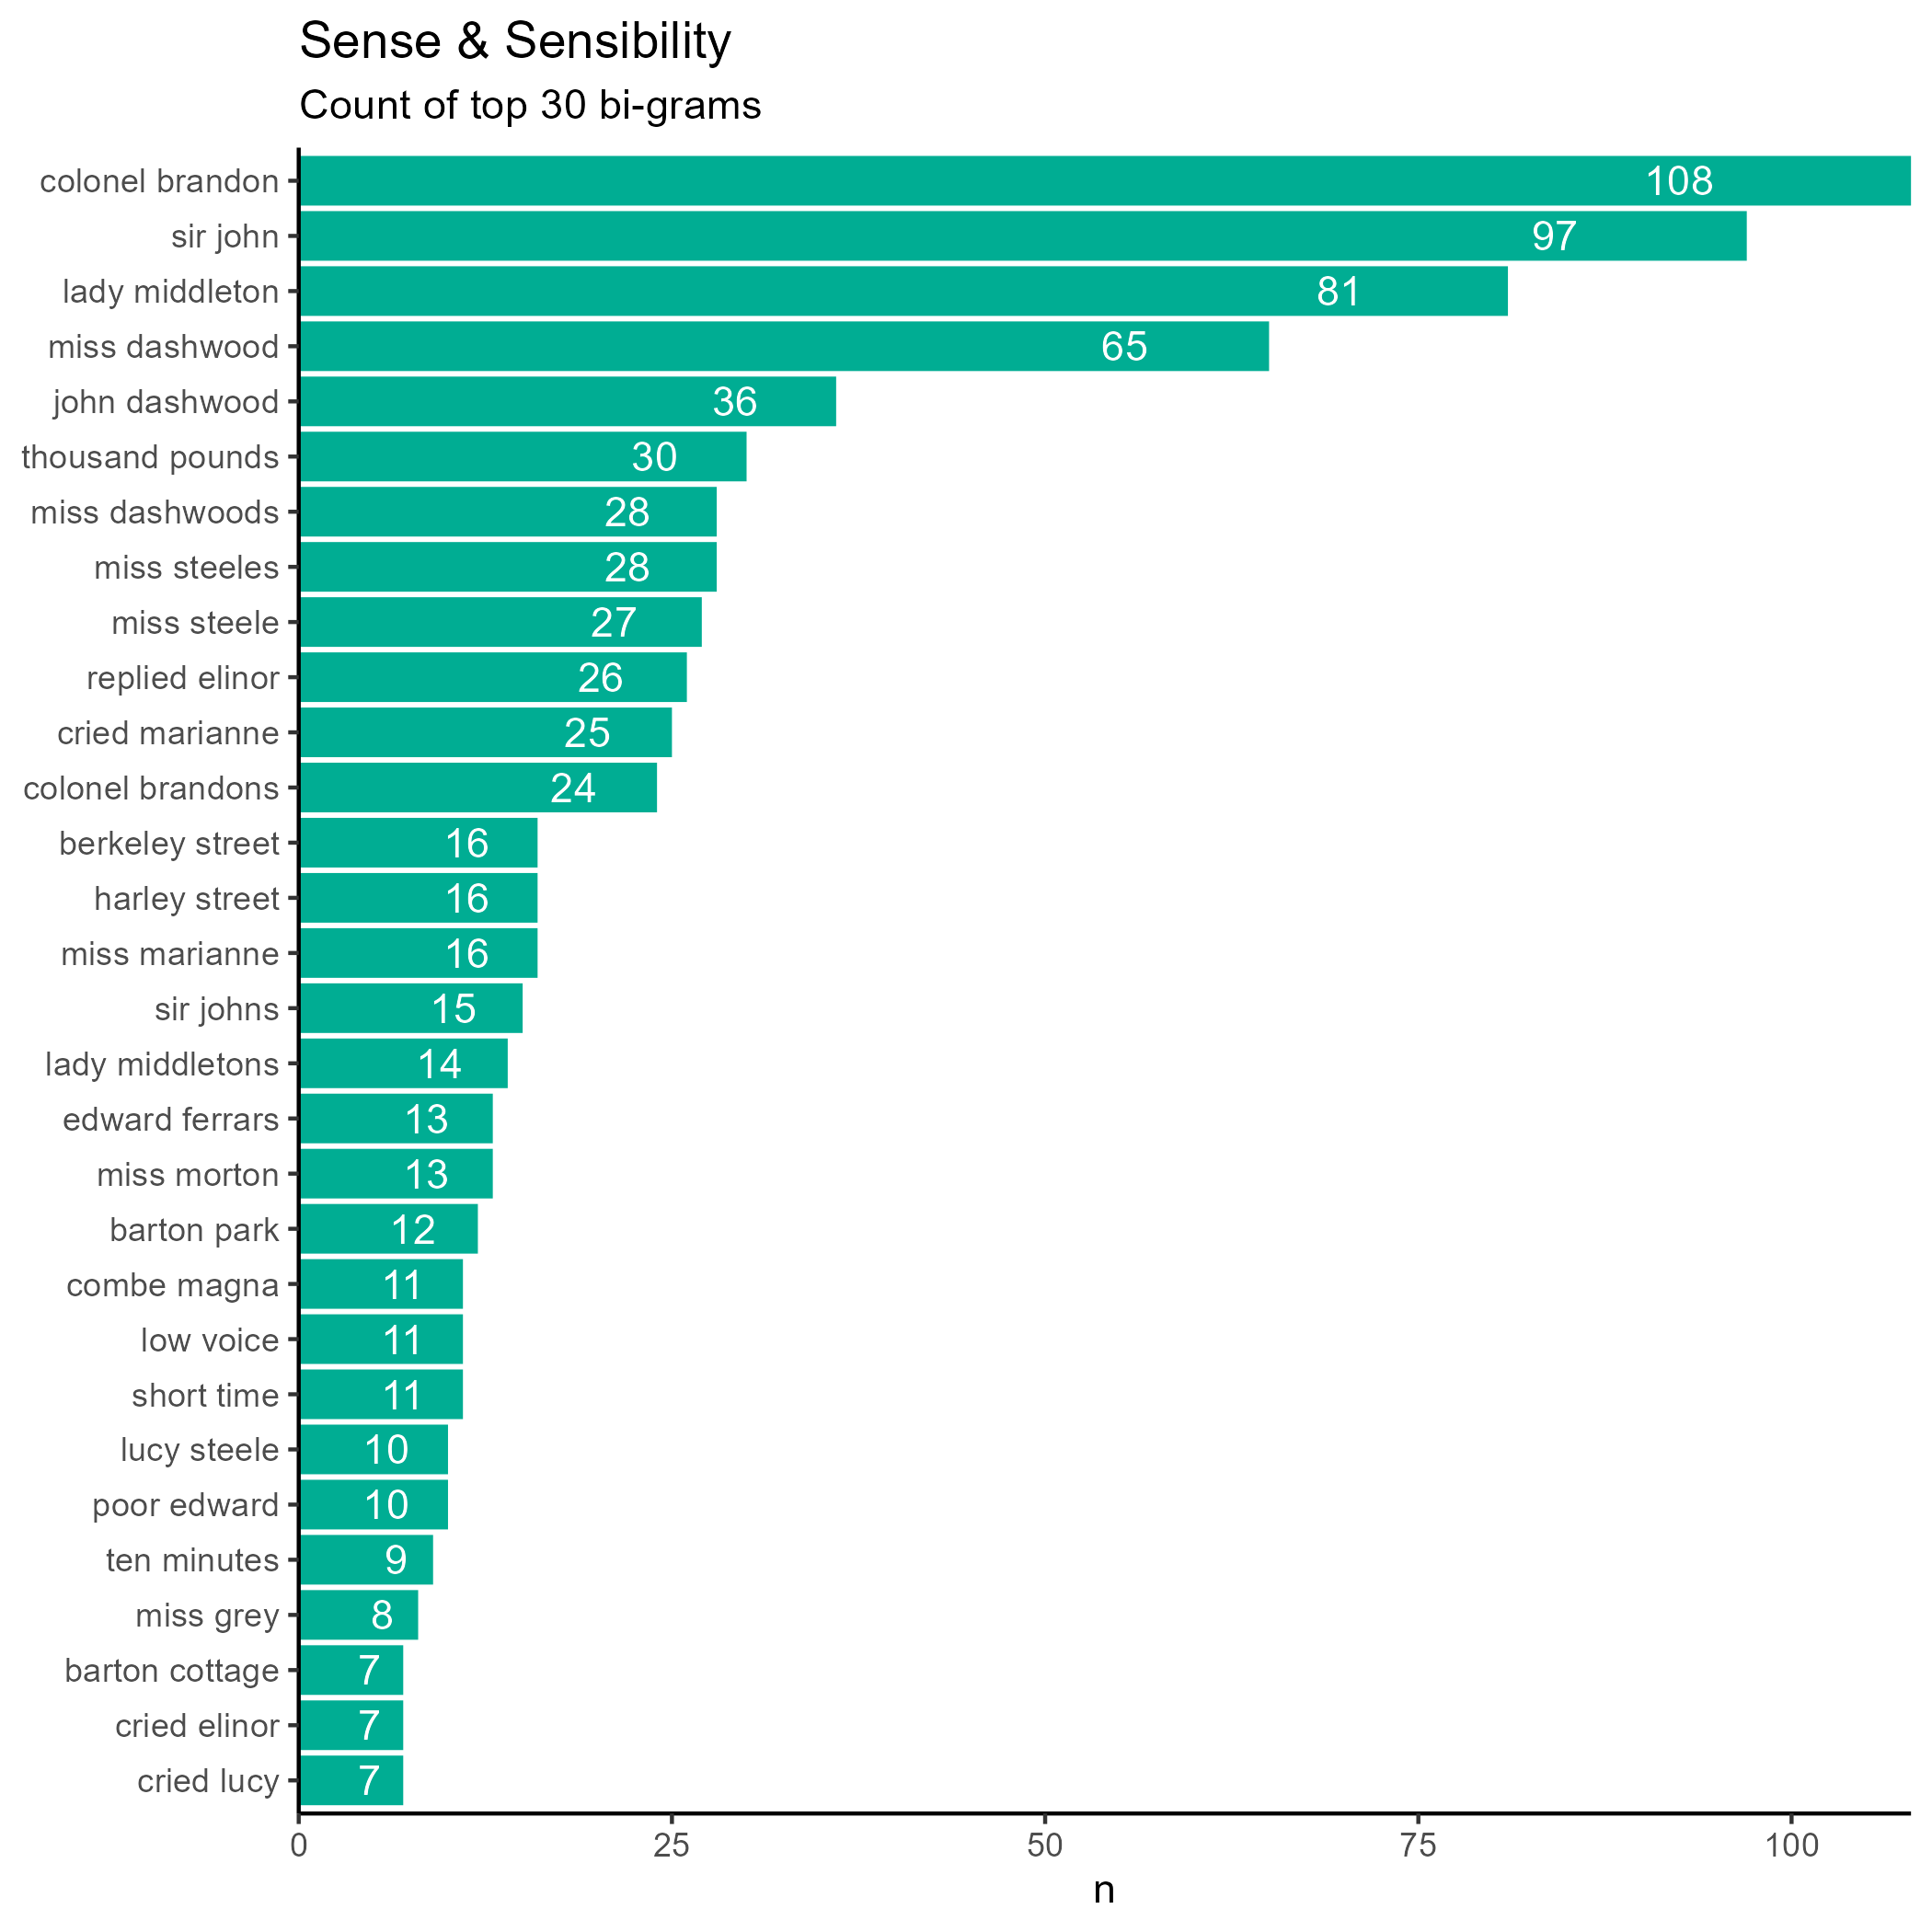 Sense & Sensibility
Count of top 30 bi-grams
colonel brandon 108
sir john 97
lady middleton 81
miss dashwood 65
john dashwood 36
thousand pounds 30
miss dashwoods 28
miss steeles 28
miss steele 27
replied elinor 26
cried marianne 25
colonel brandons 24
berkeley street 16
harley street 16
miss marianne 16
sir johns 15
lady middletons 14
edward ferrars 13
miss morton 13
barton park 12
combe magna 11
low voice 11
short time 11
lucy steele 10
poor edward 10
ten minutes 9
miss grey 8
barton cottage 7
cried elinor 7
cried lucy 7
0 25 50 75 100
n